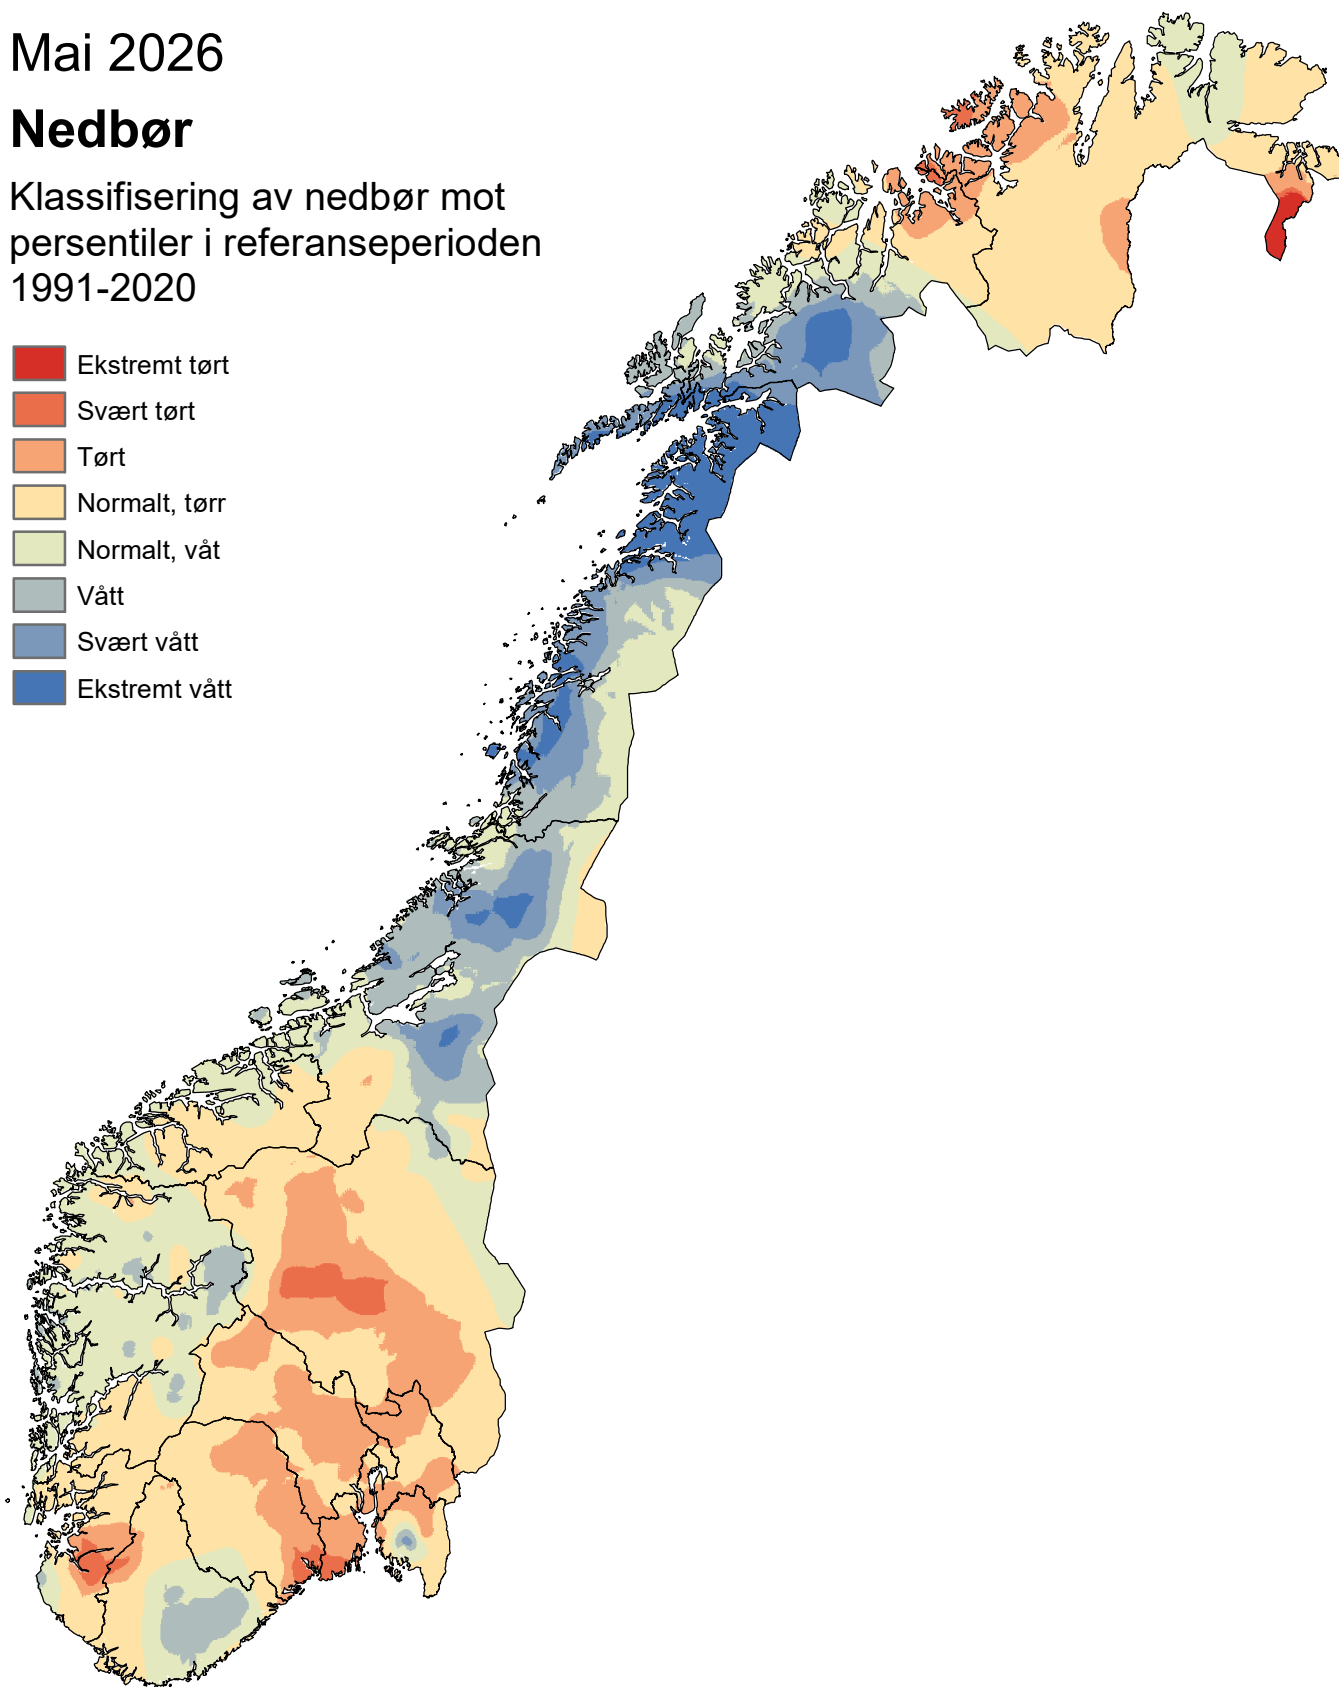 Mai 2026
Nedbør
Klassifisering av nedbør mot
persentiler i referanseperioden
1991-2020
Ekstremt tørt
Svært tørt
Tørt
Normalt, tørr
Normalt, våt
Vått
Svært vått
Ekstremt vått